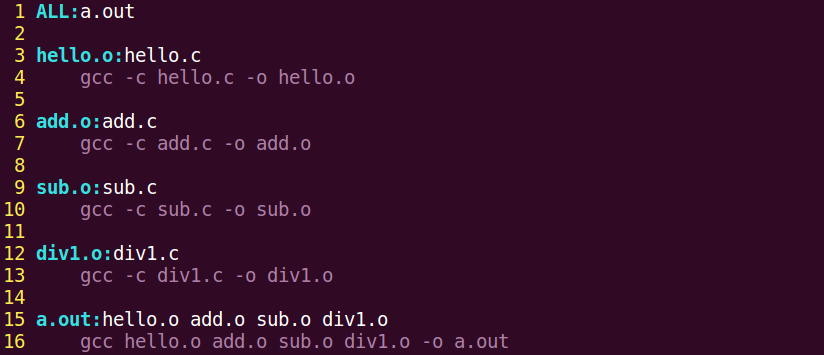 1 ALL:a.out
2
3 hello.o:hello.c
4     gcc -c hello.c -o hello.o
5
6 add.o:add.c
7     gcc -c add.c -o add.o
8
9 sub.o:sub.c
10     gcc -c sub.c -o sub.o
11
12 div1.o:div1.c
13     gcc -c div1.c -o div1.o
14
15 a.out:hello.o add.o sub.o div1.o
16     gcc hello.o add.o sub.o div1.o -o a.out